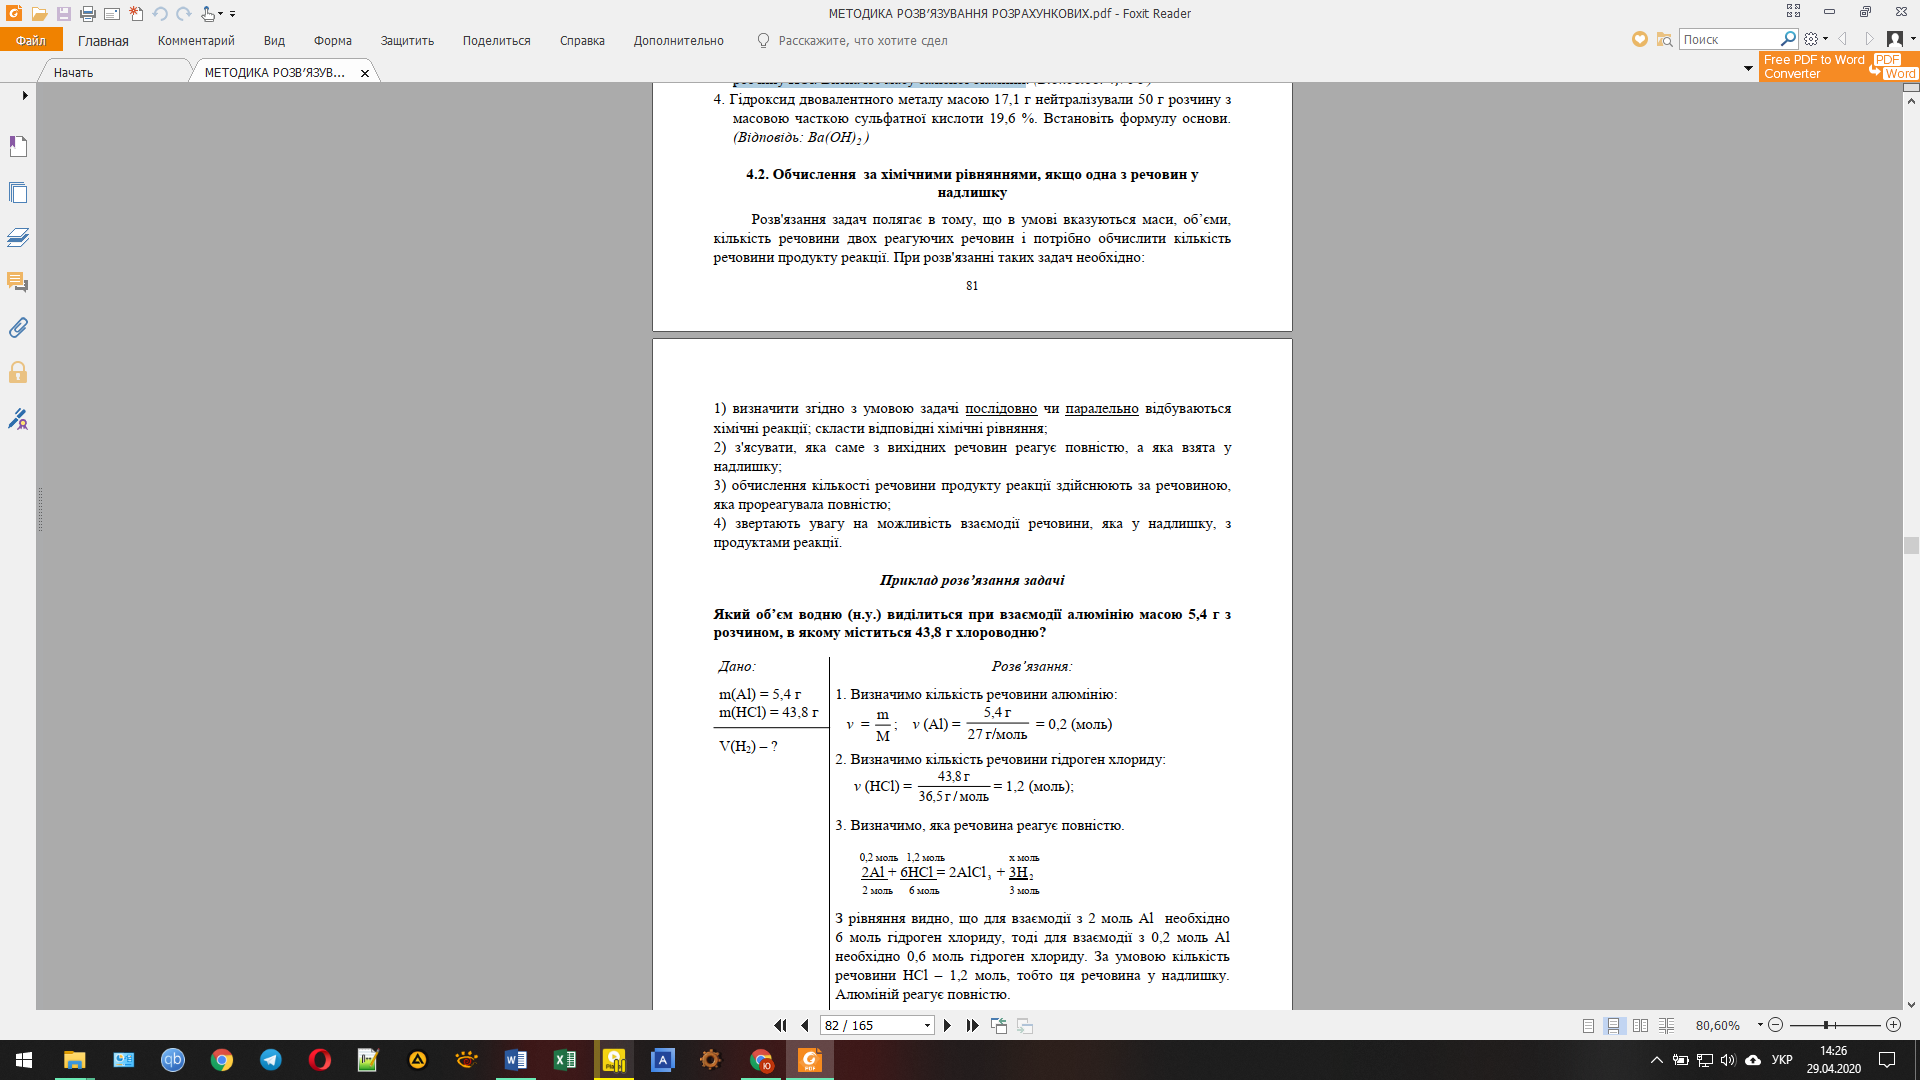 МЕТОДИКА РОЗВ'ЯЗУВАННЯ РОЗРАХУНКОВИХ.pdf - Foxit Reader
Файл Главная Комментарий Вид Форма Защитить Поделиться Справка Дополнительно Расскажите, что хотите сдел Поиск
Начать МЕТОДИКА РОЗВ'ЯЗУВ...
Free PDF to Word Converter PDF Word
4. Гідроксид двовалентного металу масою 17,1 г нейтралізували 50 г розчину з
масовою часткою сульфатної кислоти 19,6 %. Встановіть формулу основи.
(Відповідь: Ba(OH)2 )
4.2. Обчислення за хімічними рівняннями, якщо одна з речовин у
надлишку
Розв'язання задач полягає в тому, що в умові вказуються маси, об’єми,
кількість речовини двох реагуючих речовин і потрібно обчислити кількість
речовини продукту реакції. При розв'язанні таких задач необхідно:
81
1) визначити згідно з умовою задачі послідовно чи паралельно відбуваються
хімічні реакції; скласти відповідні хімічні рівняння;
2) з'ясувати, яка саме з вихідних речовин реагує повністю, а яка взята у
надлишку;
3) обчислення кількості речовини продукту реакції здійснюють за речовиною,
яка прореагувала повністю;
4) звертають увагу на можливість взаємодії речовини, яка у надлишку, з
продуктами реакції.
Приклад розв’язання задачі
Який об’єм водню (н.у.) виділиться при взаємодії алюмінію масою 5,4 г з
розчином, в якому міститься 43,8 г хлороводню?
Дано:
m(Al) = 5,4 г
m(HCl) = 43,8 г
V(H2) – ?
Розв’язання:
1. Визначимо кількість речовини алюмінію:
ν = m/M ; ν (Al) = 5,4 г / 27 г/моль = 0,2 (моль)
2. Визначимо кількість речовини гідроген хлориду:
ν (HCl) = 43,8 г / 36,5 г / моль = 1,2 (моль);
3. Визначимо, яка речовина реагує повністю.
0,2 моль 1,2 моль x моль
2Al + 6HCl = 2AlCl3 + 3H2
2 моль 6 моль 3 моль
З рівняння видно, що для взаємодії з 2 моль Al необхідно
6 моль гідроген хлориду, тоді для взаємодії з 0,2 моль Al
необхідно 0,6 моль гідроген хлориду. За умовою кількість
речовини HCl – 1,2 моль, тобто ця речовина у надлишку.
Алюміній реагує повністю.
82 / 165 80,60%
УКР 14:26
29.04.2020